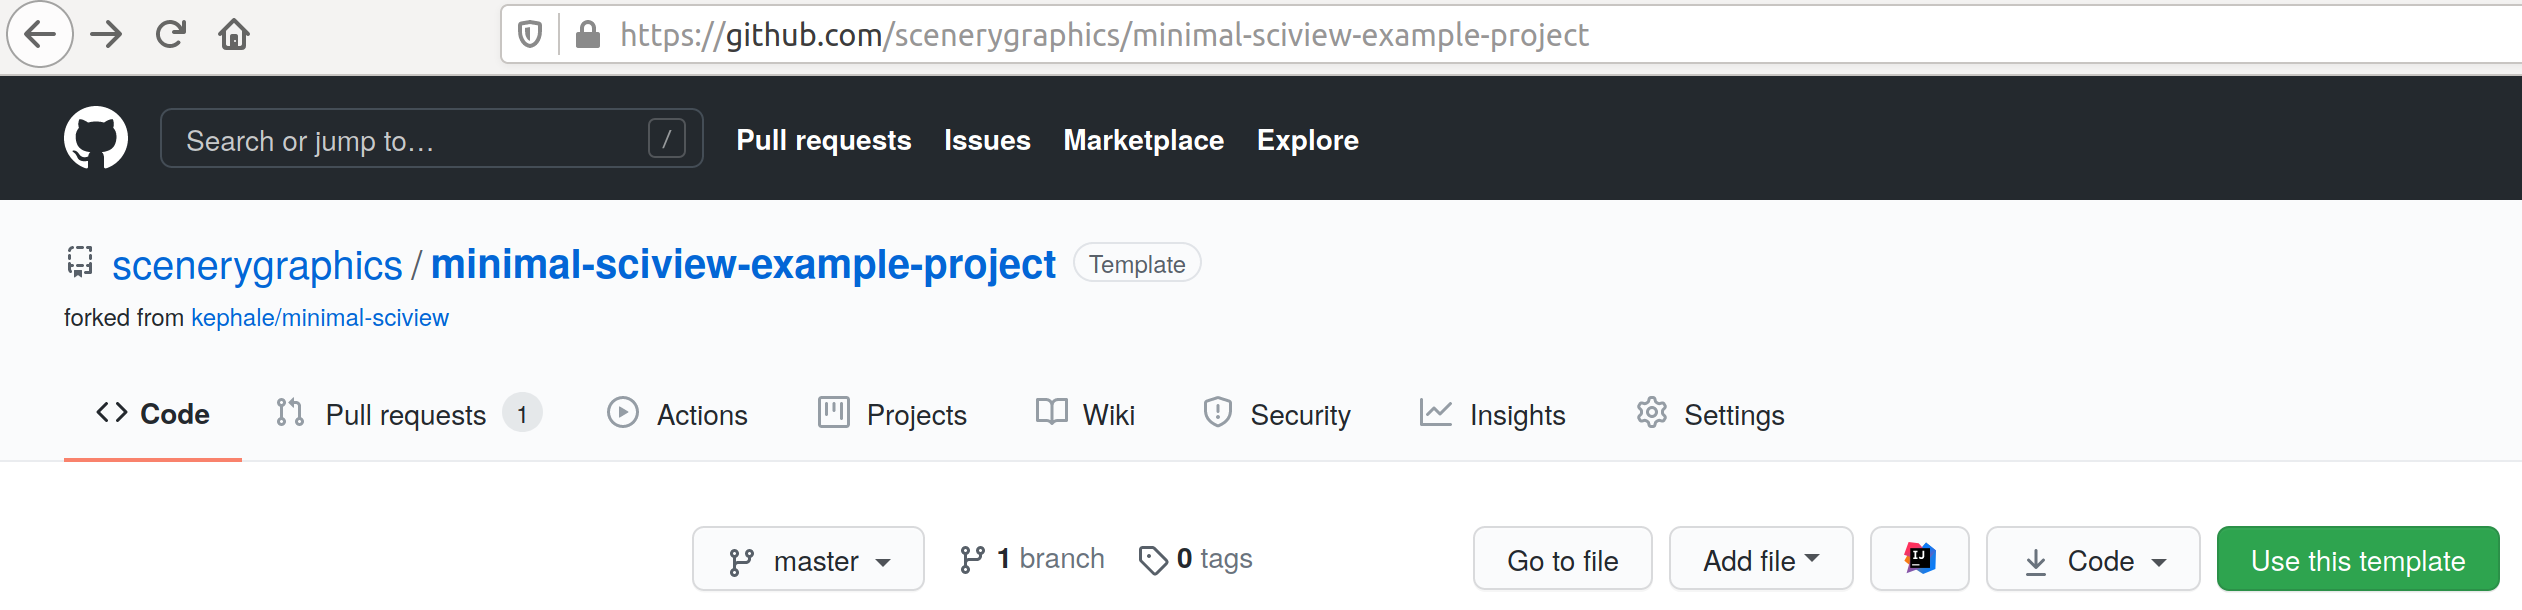 https://github.com/scenerygraphics/minimal-sciview-example-project
Search or jump to… / Pull requests Issues Marketplace Explore
scenerygraphics / minimal-sciview-example-project Template
forked from kephale/minimal-sciview
Code Pull requests 1 Actions Projects Wiki Security Insights Settings
master 1 branch 0 tags Go to file Add file IJ Code Use this template